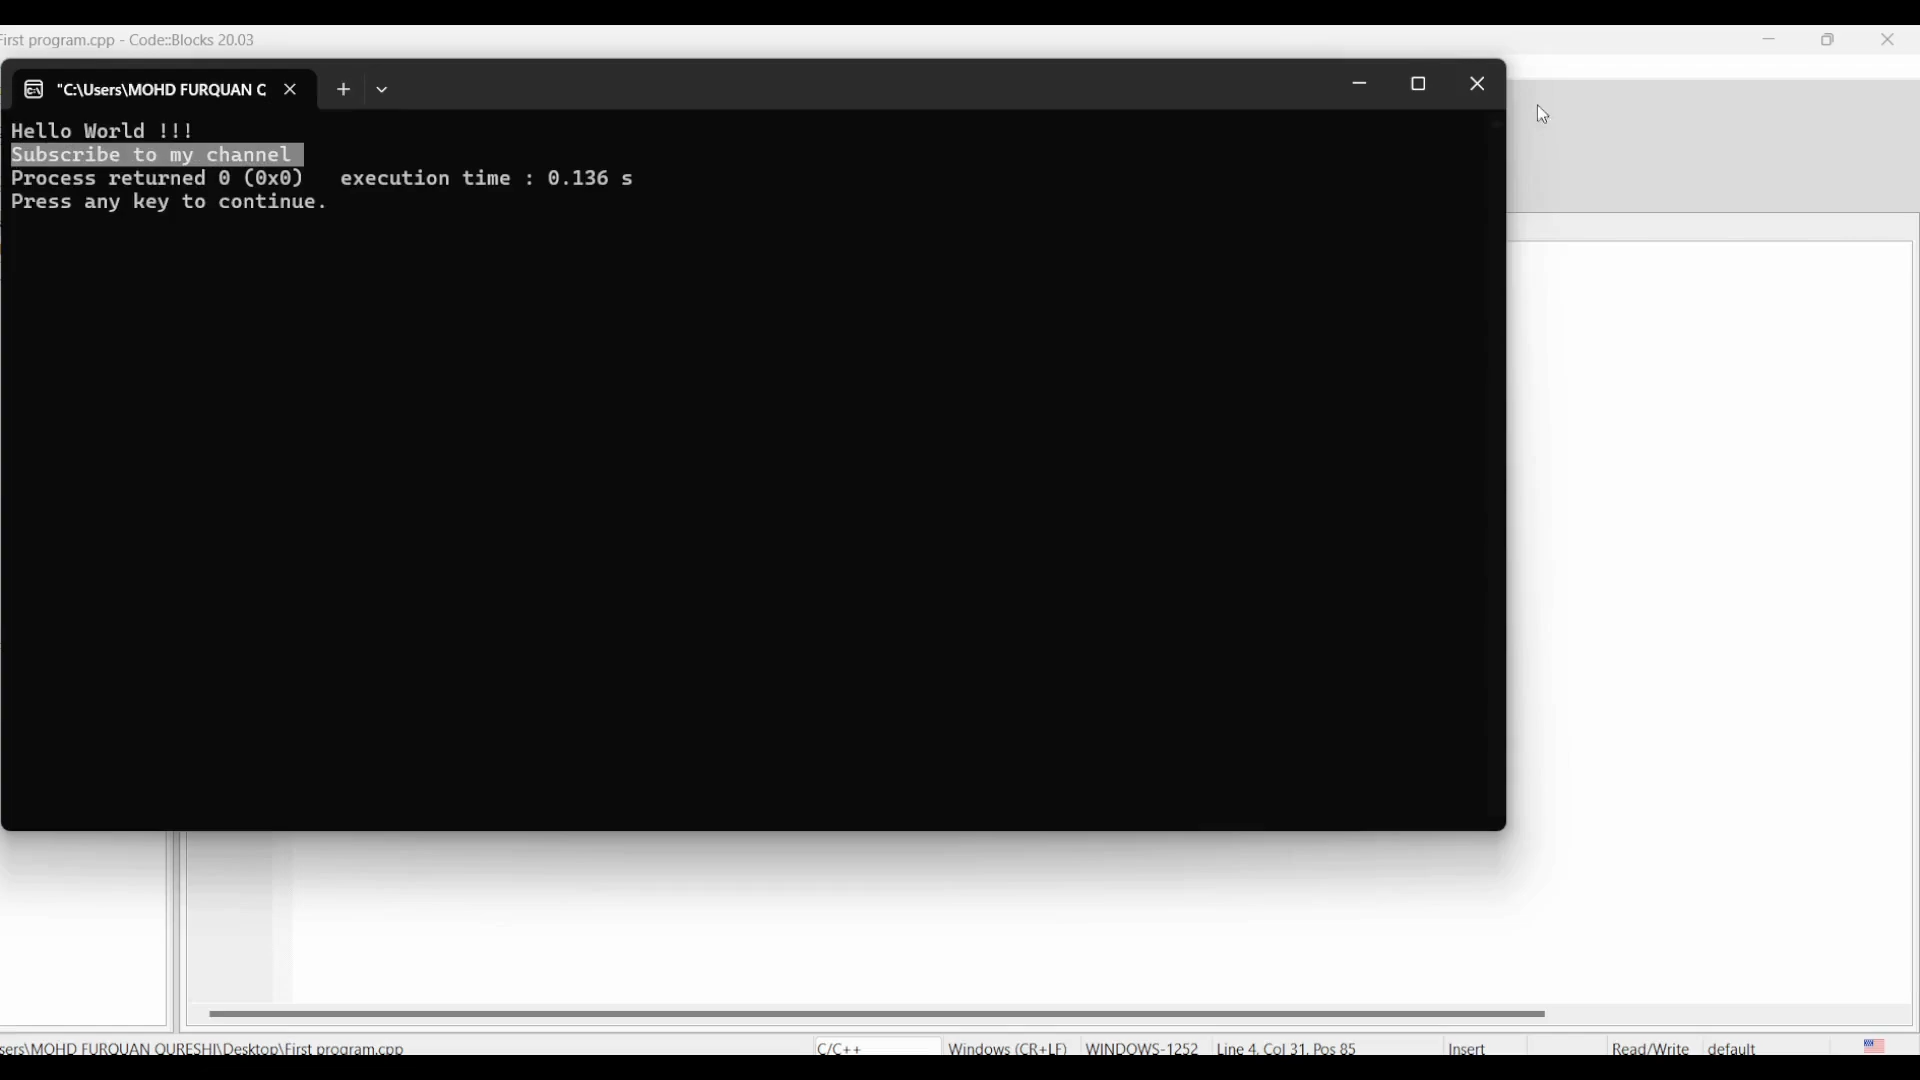 First program.cpp - Code::Blocks 20.03
"C:\Users\MOHD FURQUAN Q
Hello World !!!
Subscribe to my channel
Process returned 0 (0x0)   execution time : 0.136 s
Press any key to continue.
sers\MOHD FURQUAN QURESHI\Desktop\First program.cpp
C/C++
Windows (CR+LF)
WINDOWS-1252
Line 4, Col 31, Pos 85
Insert
Read/Write
default